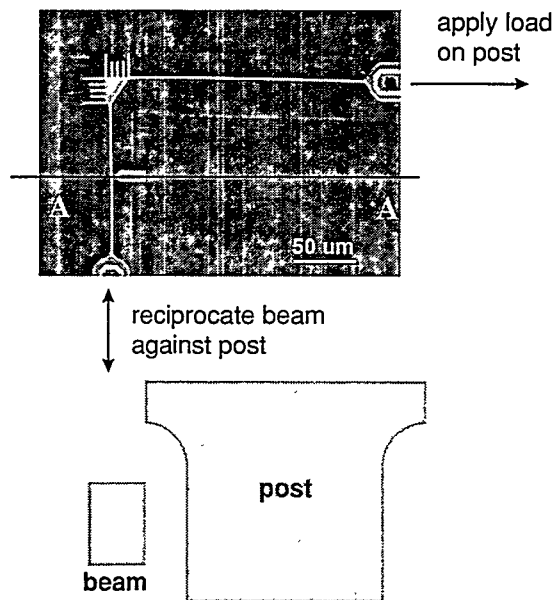 apply load
on post
A
A
50 um
reciprocate beam
against post
post
beam